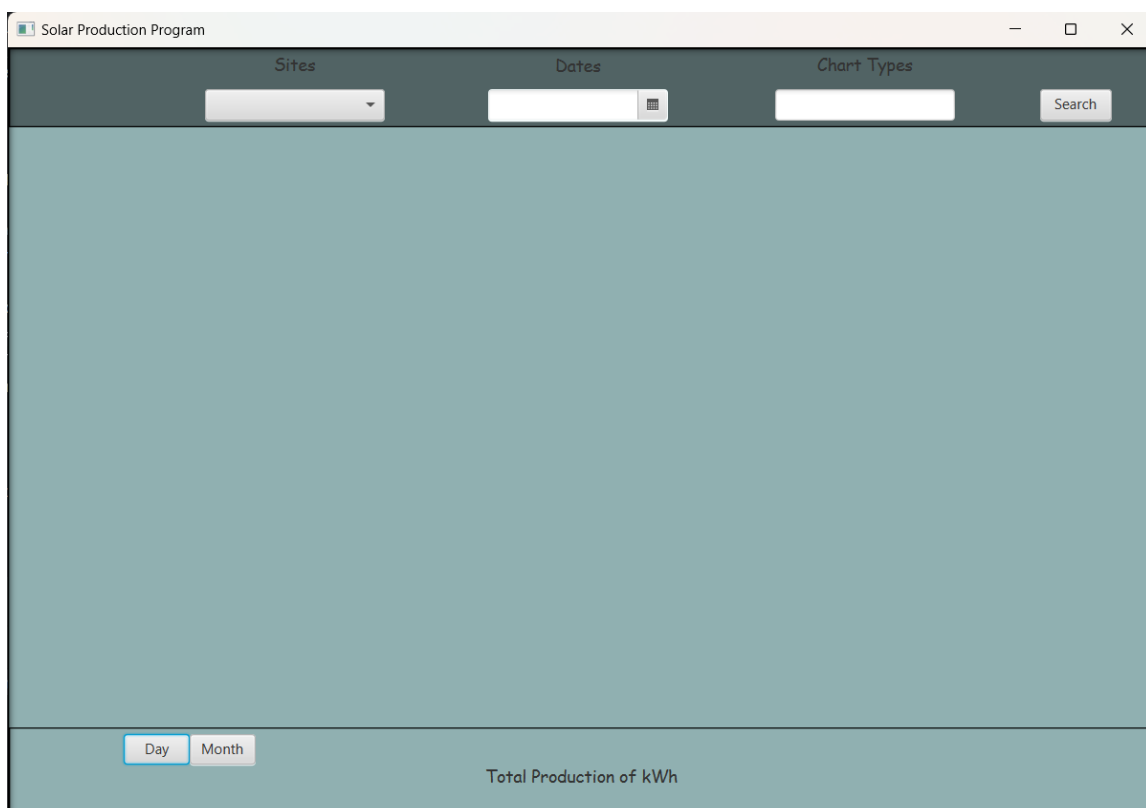 Solar Production Program
Sites Dates Chart Types
Search
Day Month
Total Production of kWh